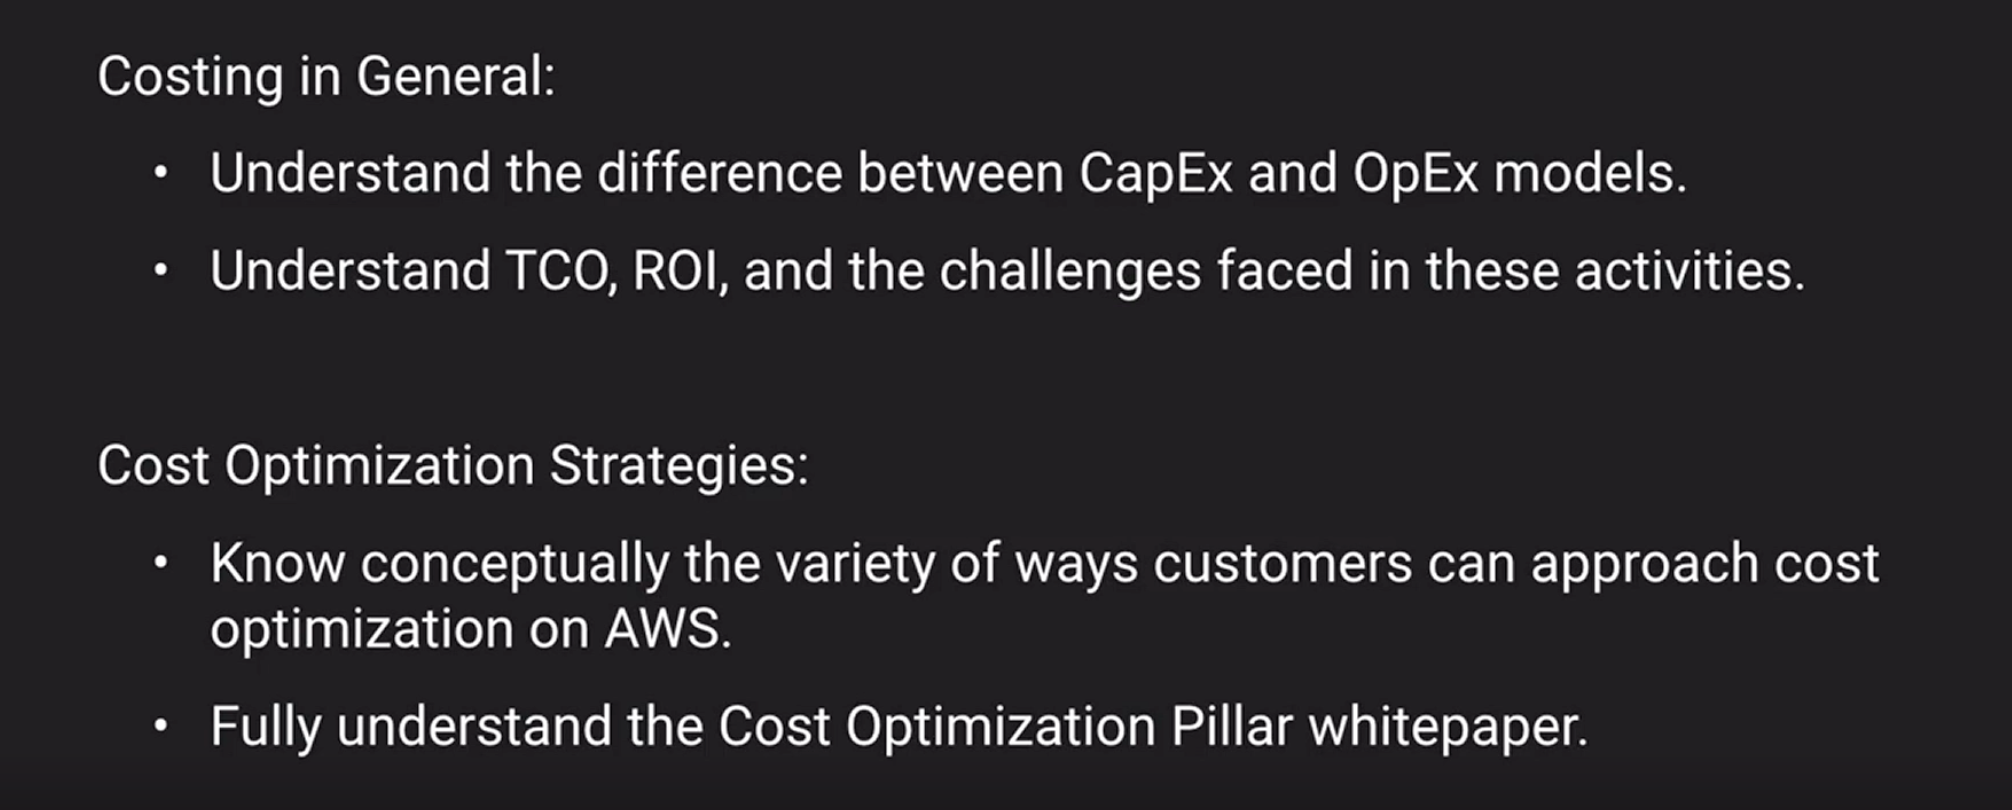 Costing in General:
• Understand the difference between CapEx and OpEx models.
• Understand TCO, ROI, and the challenges faced in these activities.
Cost Optimization Strategies:
• Know conceptually the variety of ways customers can approach cost
optimization on AWS.
• Fully understand the Cost Optimization Pillar whitepaper.